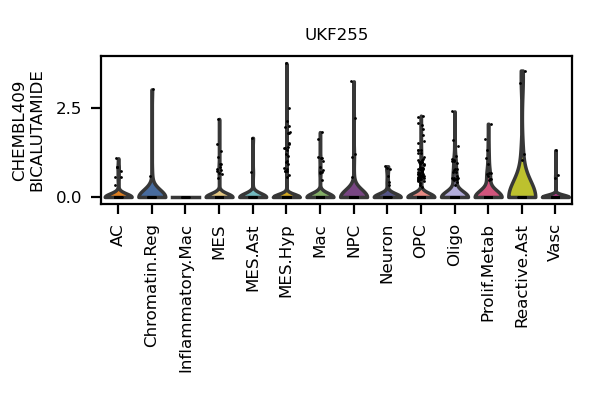 UKF255
CHEMBL409
BICALUTAMIDE
2.5
0.0
AC
Chromatin.Reg
Inflammatory.Mac
MES
MES.Ast
MES.Hyp
Mac
NPC
Neuron
OPC
Oligo
Prolif.Metab
Reactive.Ast
Vasc